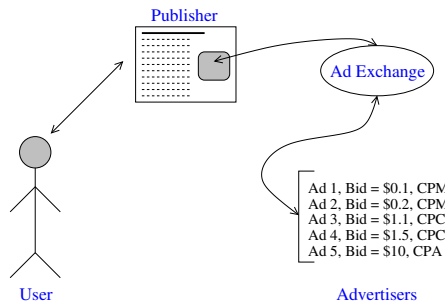 Publisher
Ad Exchange
Ad 1, Bid = $0.1, CPM
Ad 2, Bid = $0.2, CPM
Ad 3, Bid = $1.1, CPC
Ad 4, Bid = $1.5, CPC
Ad 5, Bid = $10, CPA
User
Advertisers